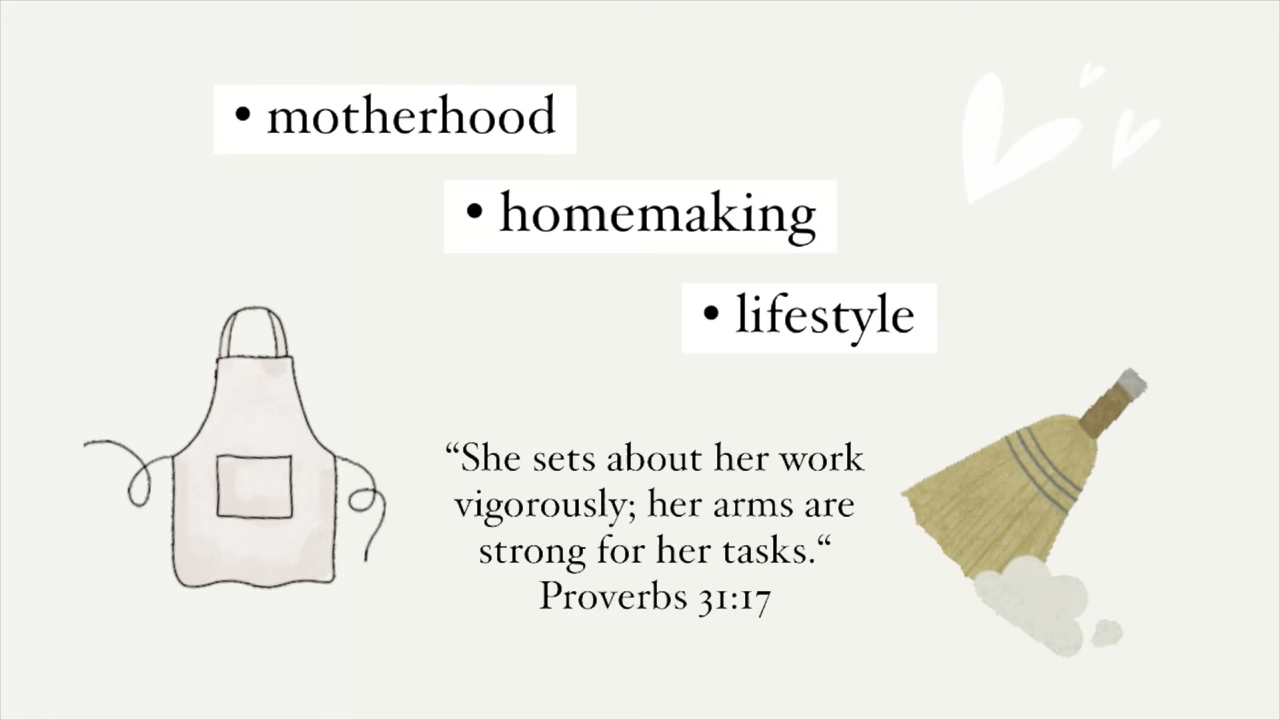 • motherhood
• homemaking
• lifestyle
“She sets about her work
vigorously; her arms are
strong for her tasks.“
Proverbs 31:17